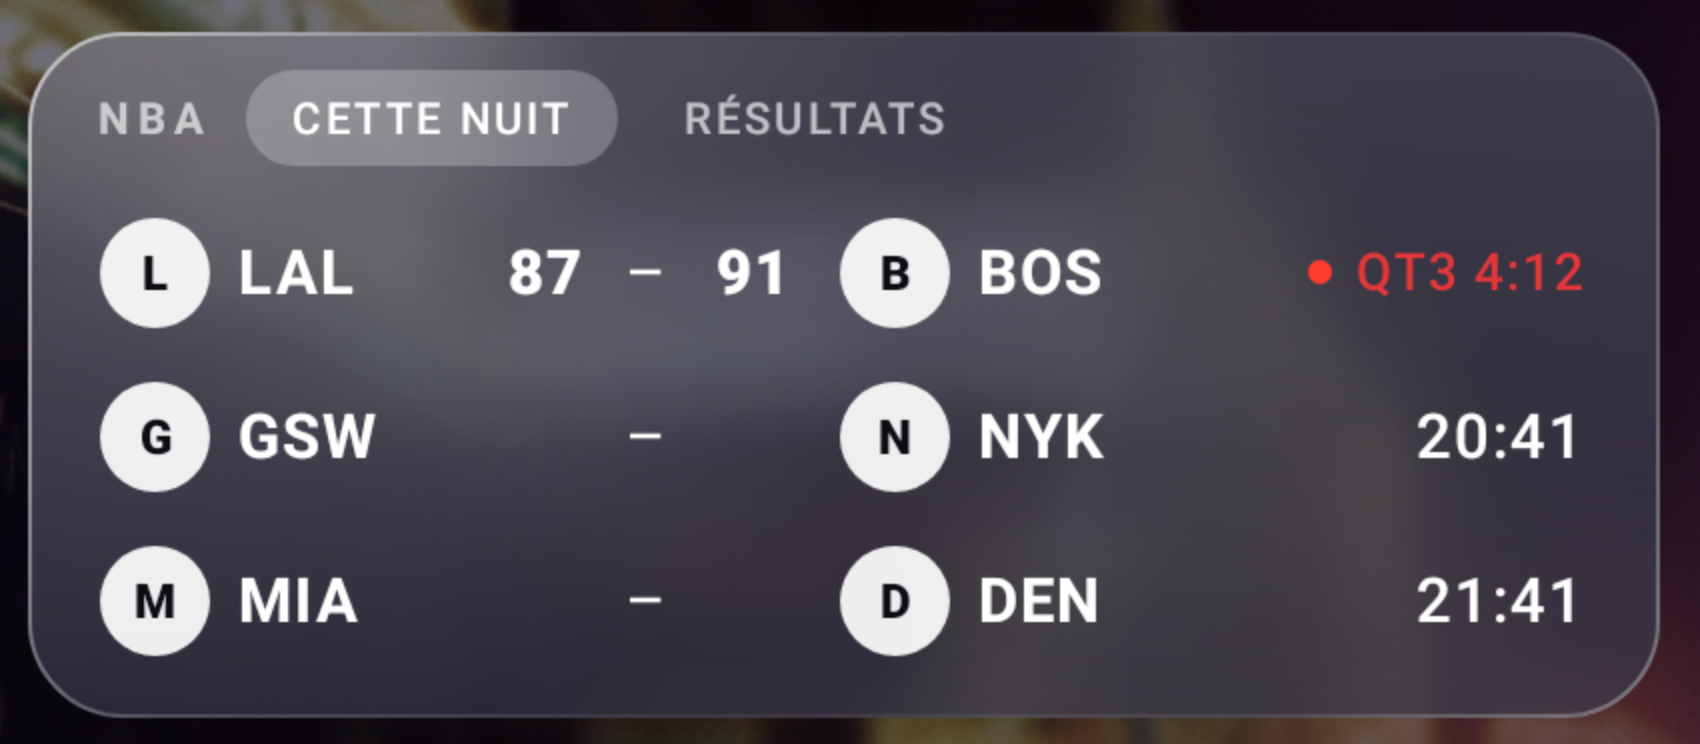 NBA CETTE NUIT RÉSULTATS
L LAL 87 – 91 B BOS ● QT3 4:12
G GSW – N NYK 20:41
M MIA – D DEN 21:41